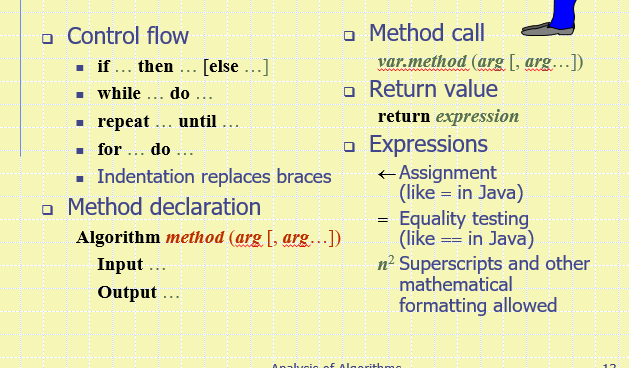 Control flow
if … then … [else …]
while … do …
repeat … until …
for … do …
Indentation replaces braces
Method declaration
Algorithm method (arg [, arg…])
Input …
Output …
Method call
var.method (arg [, arg…])
Return value
return expression
Expressions
← Assignment
(like = in Java)
= Equality testing
(like == in Java)
n² Superscripts and other
mathematical
formatting allowed
Analysis of Algorithms